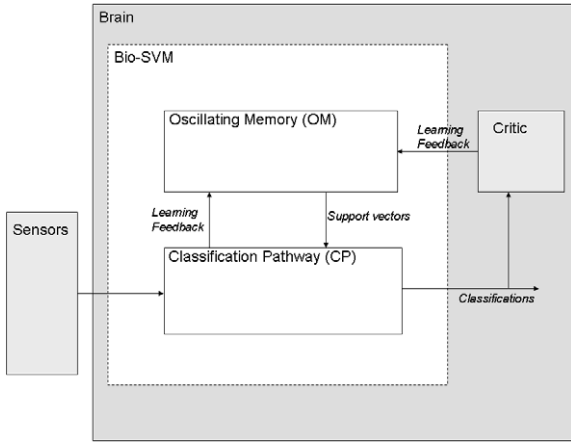 Brain
Bio-SVM
Oscillating Memory (OM)
Learning
Feedback
Critic
Sensors
Learning
Feedback
Support vectors
Classification Pathway (CP)
Classifications